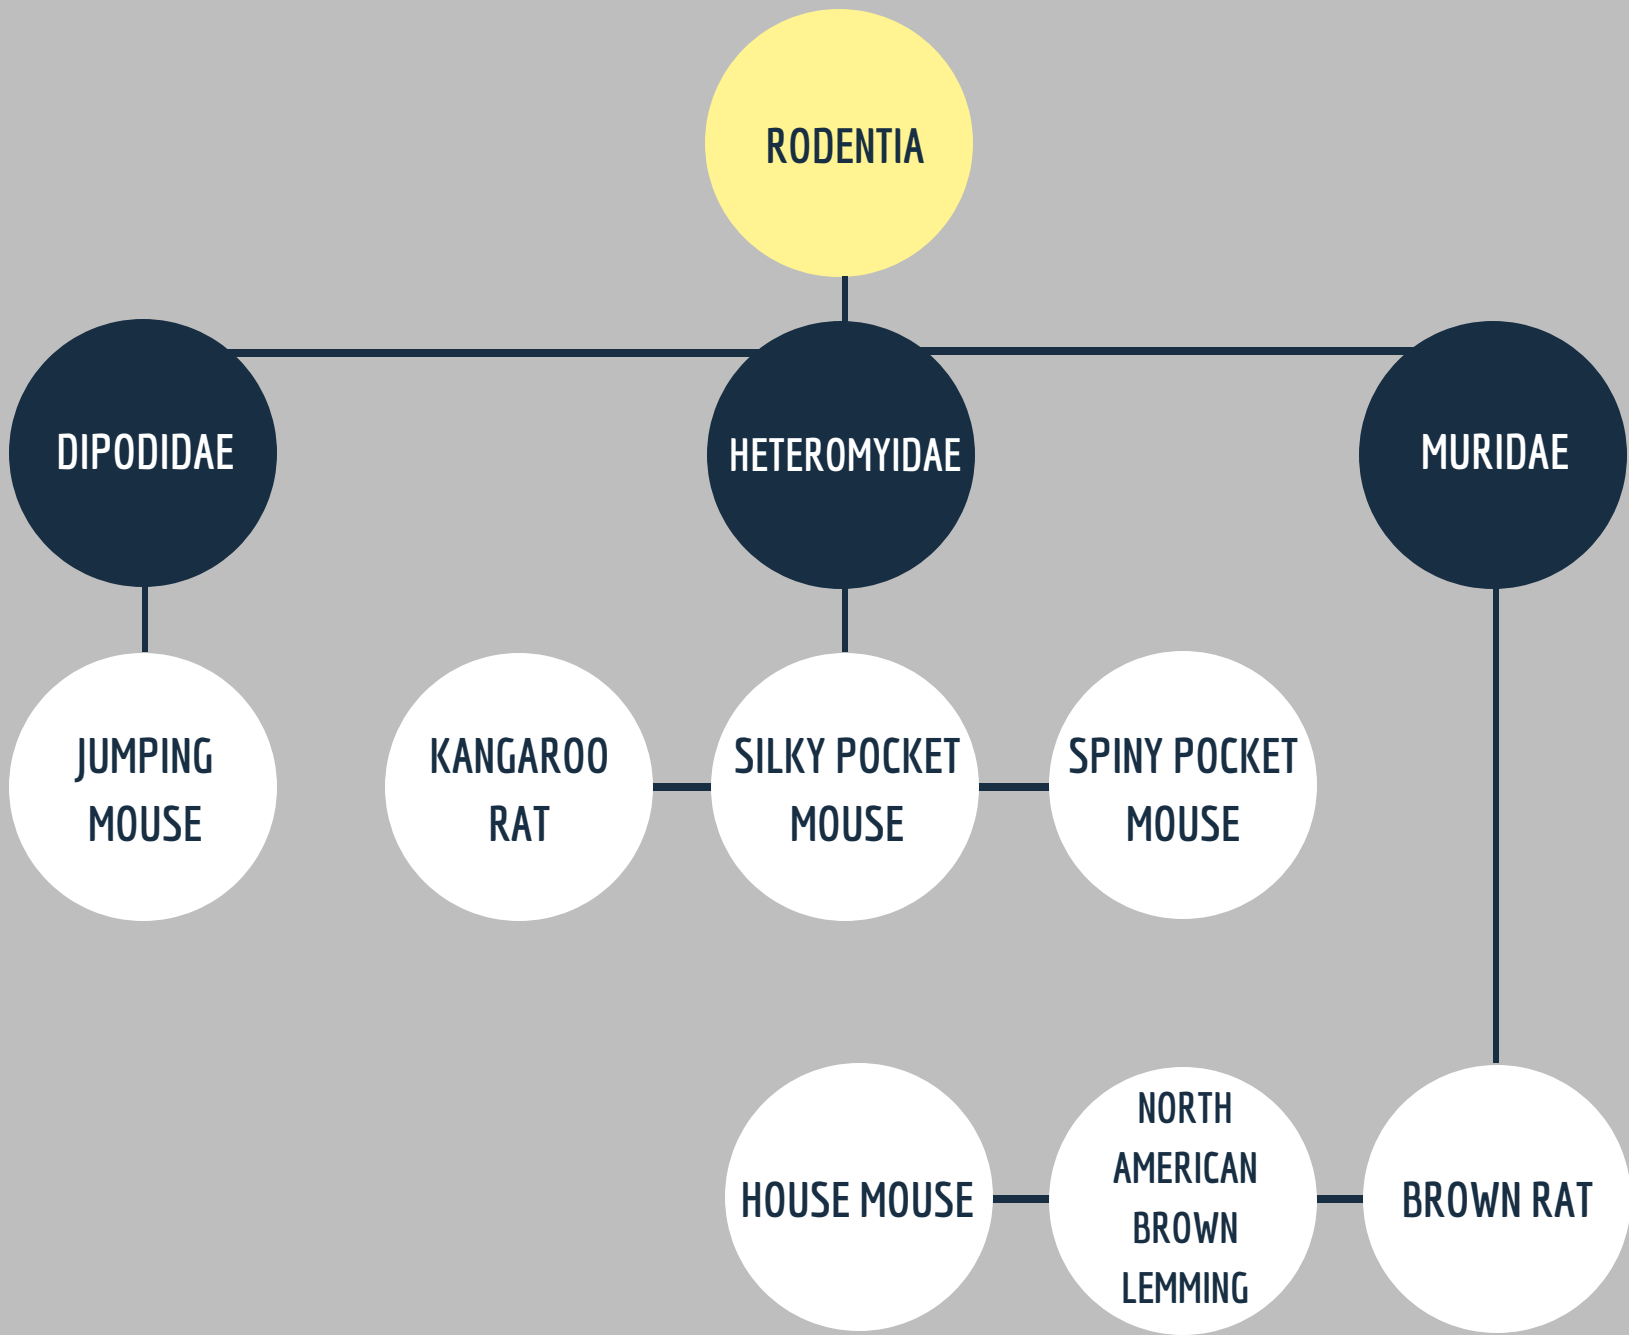 RODENTIA
DIPODIDAE
HETEROMYIDAE
MURIDAE
JUMPING
MOUSE
KANGAROO
RAT
SILKY POCKET
MOUSE
SPINY POCKET
MOUSE
HOUSE MOUSE
NORTH
AMERICAN
BROWN
LEMMING
BROWN RAT